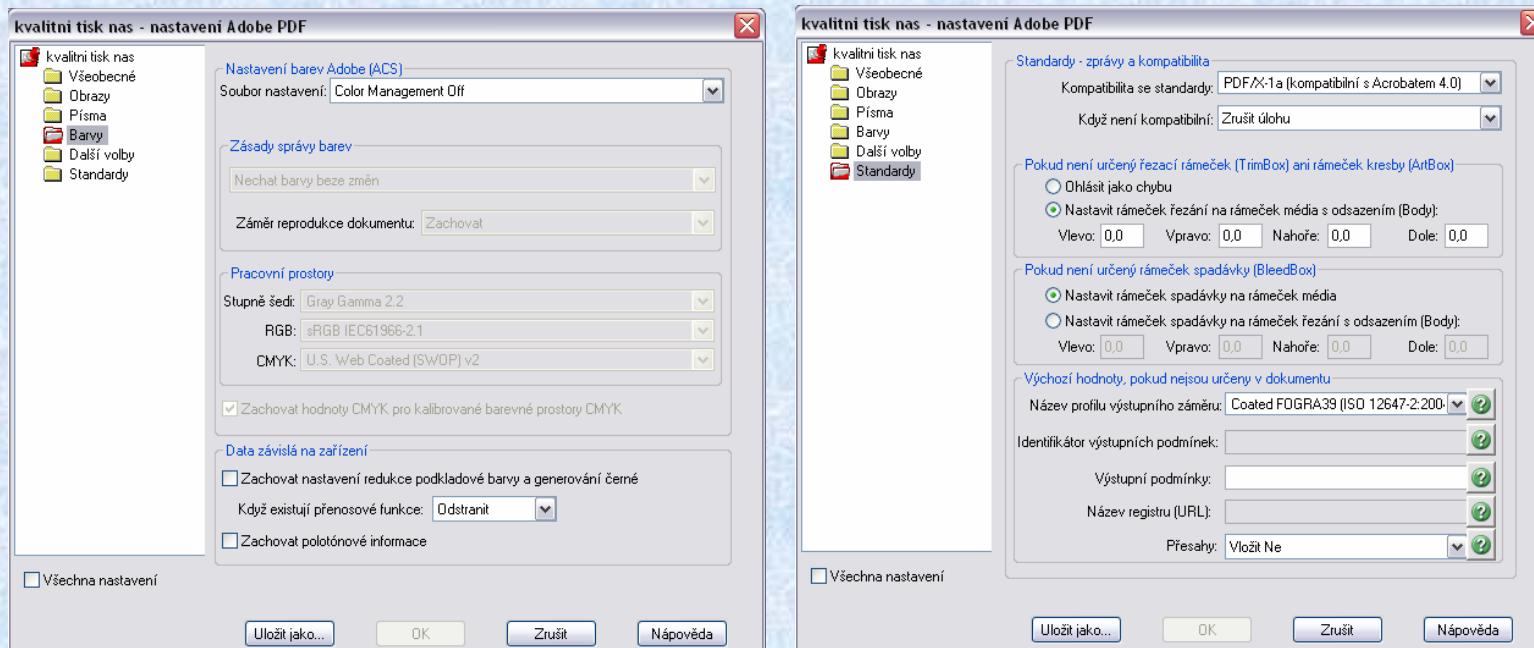 kvalitni tisk nas - nastavení Adobe PDF
kvalitni tisk nas
Všeobecné
Obrazy
Písma
Barvy
Další volby
Standardy
Nastavení barev Adobe (ACS)
Soubor nastavení: Color Management Off
Zásady správy barev
Nechat barvy beze změn
Záměr reprodukce dokumentu: Zachovat
Pracovní prostory
Stupně šedi: Gray Gamma 2.2
RGB: sRGB IEC61966-2.1
CMYK: U.S. Web Coated (SWOP) v2
Zachovat hodnoty CMYK pro kalibrované barevné prostory CMYK
Data závislá na zařízení
Zachovat nastavení redukce podkladové barvy a generování černé
Když existují přenosové funkce: Odstranit
Zachovat polotónové informace
Všechna nastavení
Uložit jako... OK Zrušit Nápověda
kvalitni tisk nas - nastavení Adobe PDF
kvalitni tisk nas
Všeobecné
Obrazy
Písma
Barvy
Další volby
Standardy
Standardy - zprávy a kompatibilita
Kompatibilita se standardy: PDF/X-1a (kompatibilní s Acrobatem 4.0)
Když není kompatibilní: Zrušit úlohu
Pokud není určený řezací rámeček (TrimBox) ani rámeček kresby (ArtBox)
Ohlásit jako chybu
Nastavit rámeček řezání na rámeček média s odsazením (Body):
Vlevo: 0,0 Vpravo: 0,0 Nahoře: 0,0 Dole: 0,0
Pokud není určený rámeček spadávky (BleedBox)
Nastavit rámeček spadávky na rámeček média
Nastavit rámeček spadávky na rámeček řezání s odsazením (Body):
Vlevo: 0,0 Vpravo: 0,0 Nahoře: 0,0 Dole: 0,0
Výchozí hodnoty, pokud nejsou určeny v dokumentu
Název profilu výstupního záměru: Coated FOGRA39 (ISO 12647-2:200
Identifikátor výstupních podmínek:
Výstupní podmínky:
Název registru (URL):
Přesahy: Vložit Ne
Všechna nastavení
Uložit jako... OK Zrušit Nápověda